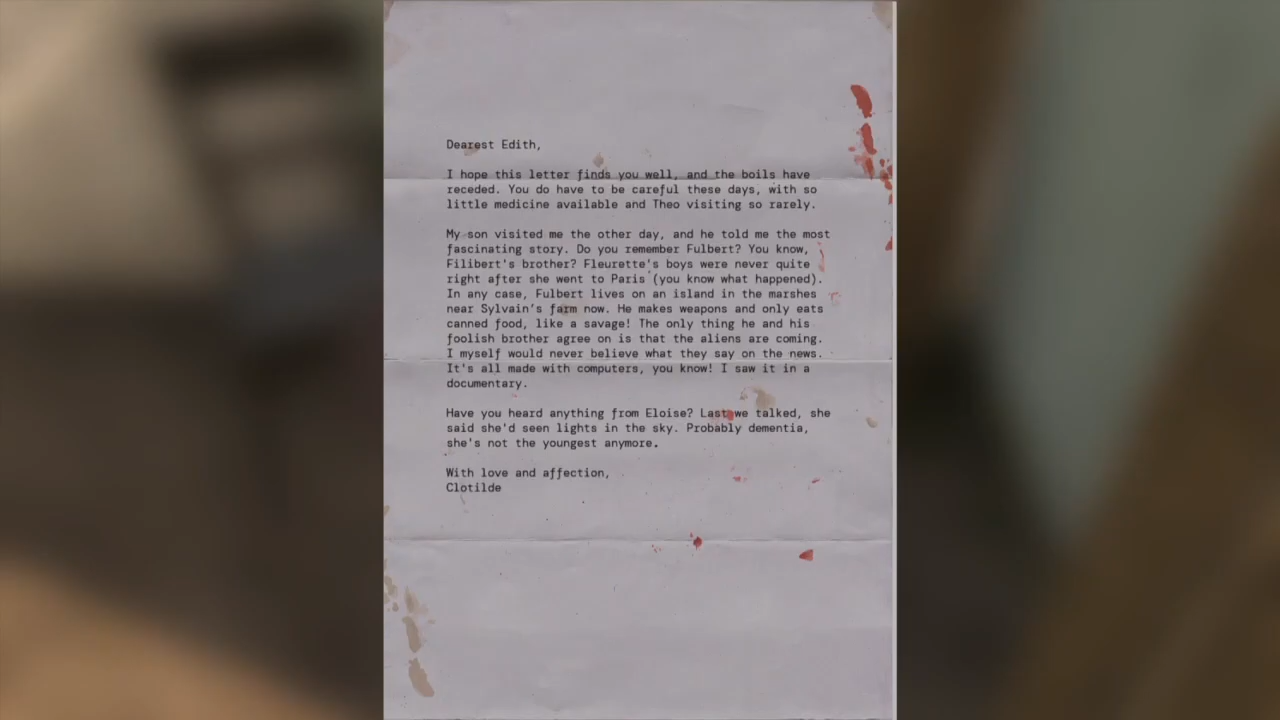 Dearest Edith,
I hope this letter finds you well, and the boils have
receded. You do have to be careful these days, with so
little medicine available and Theo visiting so rarely.
My son visited me the other day, and he told me the most
fascinating story. Do you remember Fulbert? You know,
Filibert's brother? Fleurette's boys were never quite
right after she went to Paris (you know what happened).
In any case, Fulbert lives on an island in the marshes
near Sylvain's farm now. He makes weapons and only eats
canned food, like a savage! The only thing he and his
foolish brother agree on is that the aliens are coming.
I myself would never believe what they say on the news.
It's all made with computers, you know! I saw it in a
documentary.
Have you heard anything from Eloise? Last we talked, she
said she'd seen lights in the sky. Probably dementia,
she's not the youngest anymore.
With love and affection,
Clotilde